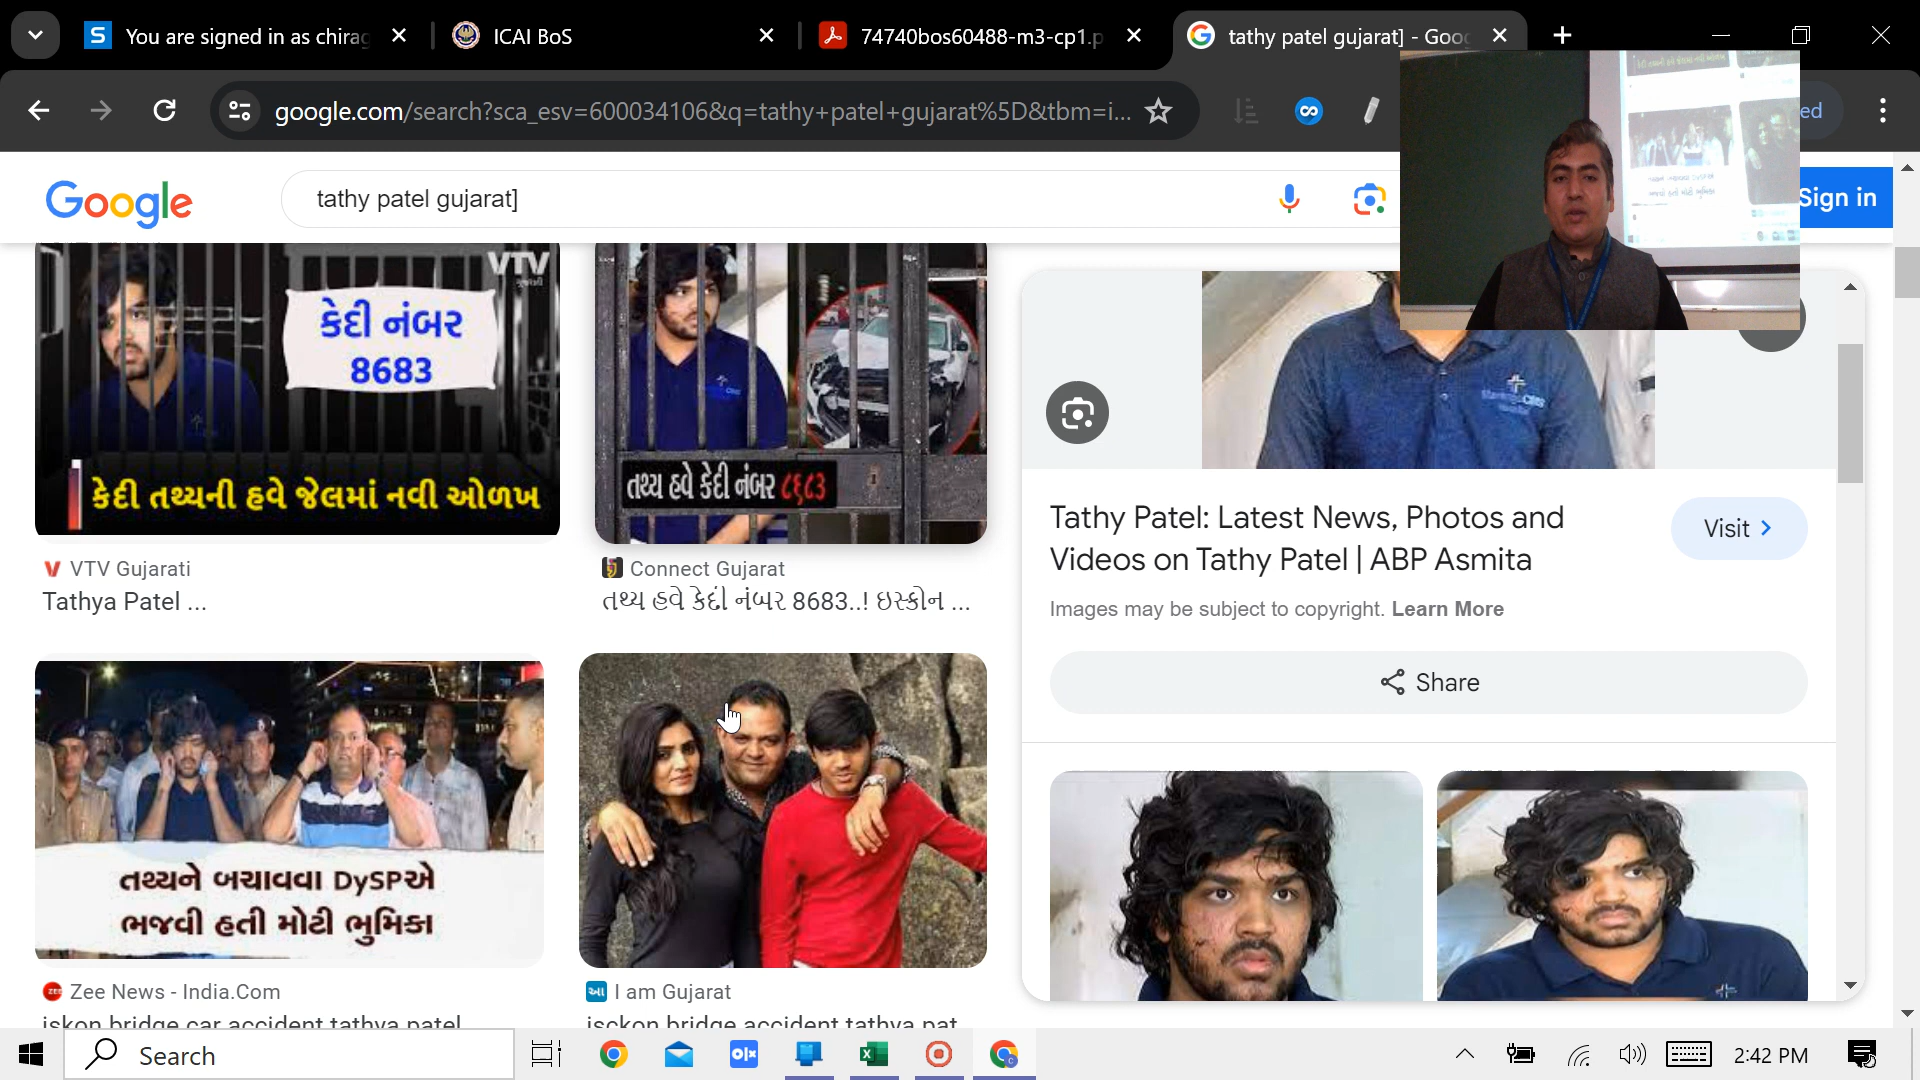 You are signed in as chirag
ICAI BoS
74740bos60488-m3-cp1.p
tathy patel gujarat] - Goo
google.com/search?sca_esv=600034106&q=tathy+patel+gujarat%5D&tbm=i...
ed
Google
tathy patel gujarat]
Sign in
VTV
કેદી નંબર
8683
કેદી તથ્યની હવે જેલમાં નવી ઓળખ
તથ્ય હવે કેદી નંબર ૮૬૮૩
VTV Gujarati
Tathya Patel ...
Connect Gujarat
તથ્ય હવે કેદી નંબર 8683..! ઇસ્કોન ...
Tathy Patel: Latest News, Photos and
Videos on Tathy Patel | ABP Asmita
Visit
Images may be subject to copyright. Learn More
Share
તથ્યને બચાવવા DySPએ
ભજવી હતી મોટી ભુમિકા
Zee News - India.Com
iskon bridge car accident tathya patel
I am Gujarat
isckon bridge accident tathya pat...
Search
2:42 PM